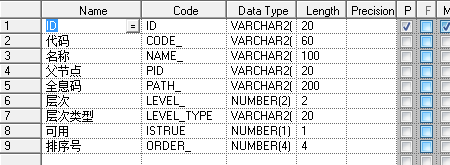 Name Code Data Type Length Precision P F M
1 ID = ID VARCHAR2( 20
2 代码 CODE_ VARCHAR2( 60
3 名称 NAME_ VARCHAR2( 100
4 父节点 PID VARCHAR2( 20
5 全息码 PATH_ VARCHAR2( 200
6 层次 LEVEL_ NUMBER(2) 2
7 层次类型 LEVEL_TYPE VARCHAR2( 20
8 可用 ISTRUE NUMBER(1) 1
9 排序号 ORDER_ NUMBER(4) 4